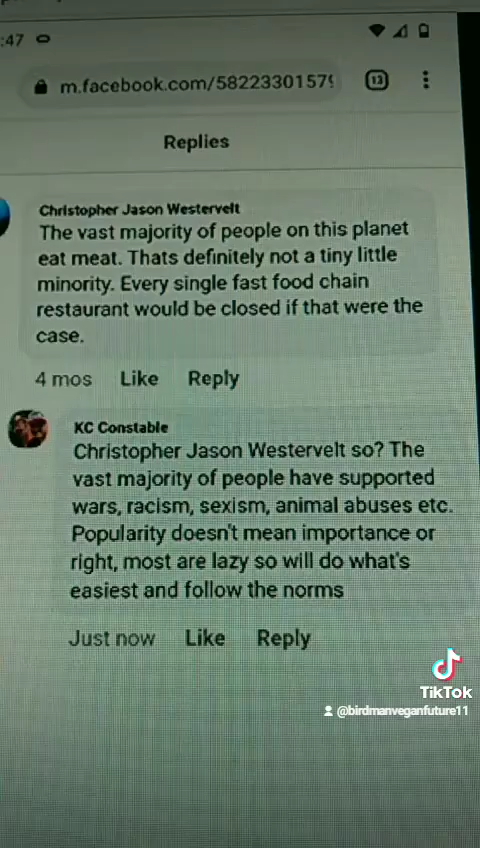 :47
m.facebook.com/5822330157
13
Replies
Christopher Jason Westervelt
The vast majority of people on this planet
eat meat. Thats definitely not a tiny little
minority. Every single fast food chain
restaurant would be closed if that were the
case.
4 mos Like Reply
KC Constable
Christopher Jason Westervelt so? The
vast majority of people have supported
wars, racism, sexism, animal abuses etc.
Popularity doesn't mean importance or
right, most are lazy so will do what's
easiest and follow the norms
Just now Like Reply
TikTok
@birdmanveganfuture11